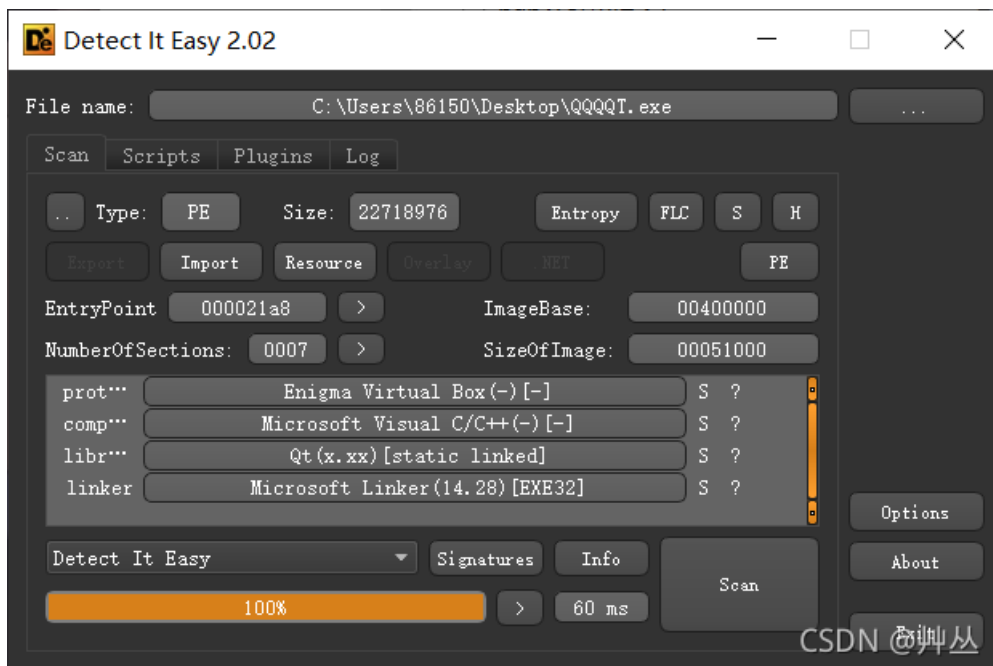 Detect It Easy 2.02
File name: C:\Users\86150\Desktop\QQQQT.exe ...
Scan Scripts Plugins Log
.. Type: PE Size: 22718976 Entropy FLC S H
Export Import Resource Overlay .NET PE
EntryPoint 000021a8 > ImageBase: 00400000
NumberOfSections: 0007 > SizeOfImage: 00051000
prot··· Enigma Virtual Box(-)[-] S ?
comp··· Microsoft Visual C/C++(-)[-] S ?
libr··· Qt(x.xx)[static linked] S ?
linker Microsoft Linker(14.28)[EXE32] S ?
Options
Detect It Easy Signatures Info Scan About
100% > 60 ms
Exit
CSDN @艸丛